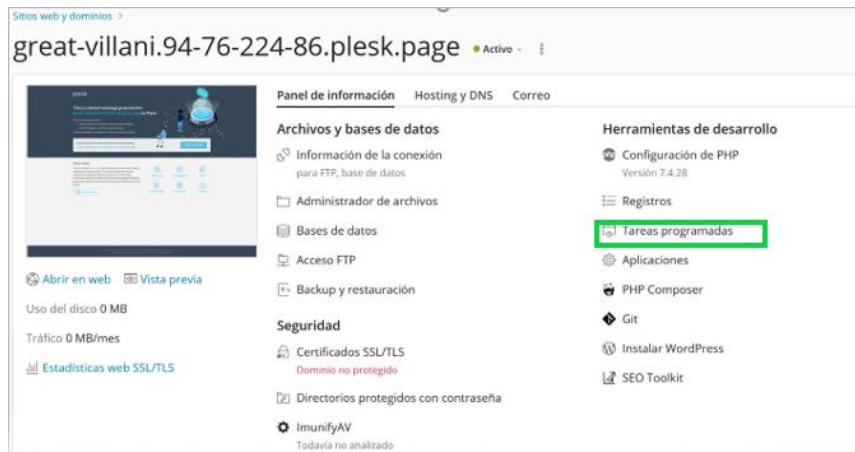 Sitios web y dominios >
great-villani.94-76-224-86.plesk.page Activo
Panel de información Hosting y DNS Correo
Archivos y bases de datos
Información de la conexión
para FTP, base de datos
Administrador de archivos
Bases de datos
Acceso FTP
Backup y restauración
Seguridad
Certificados SSL/TLS
Dominio no protegido
Directorios protegidos con contraseña
ImunifyAV
Todavía no analizado
Herramientas de desarrollo
Configuración de PHP
Versión 7.4.28
Registros
Tareas programadas
Aplicaciones
PHP Composer
Git
Instalar WordPress
SEO Toolkit
Abrir en web Vista previa
Uso del disco 0 MB
Tráfico 0 MB/mes
Estadísticas web SSL/TLS